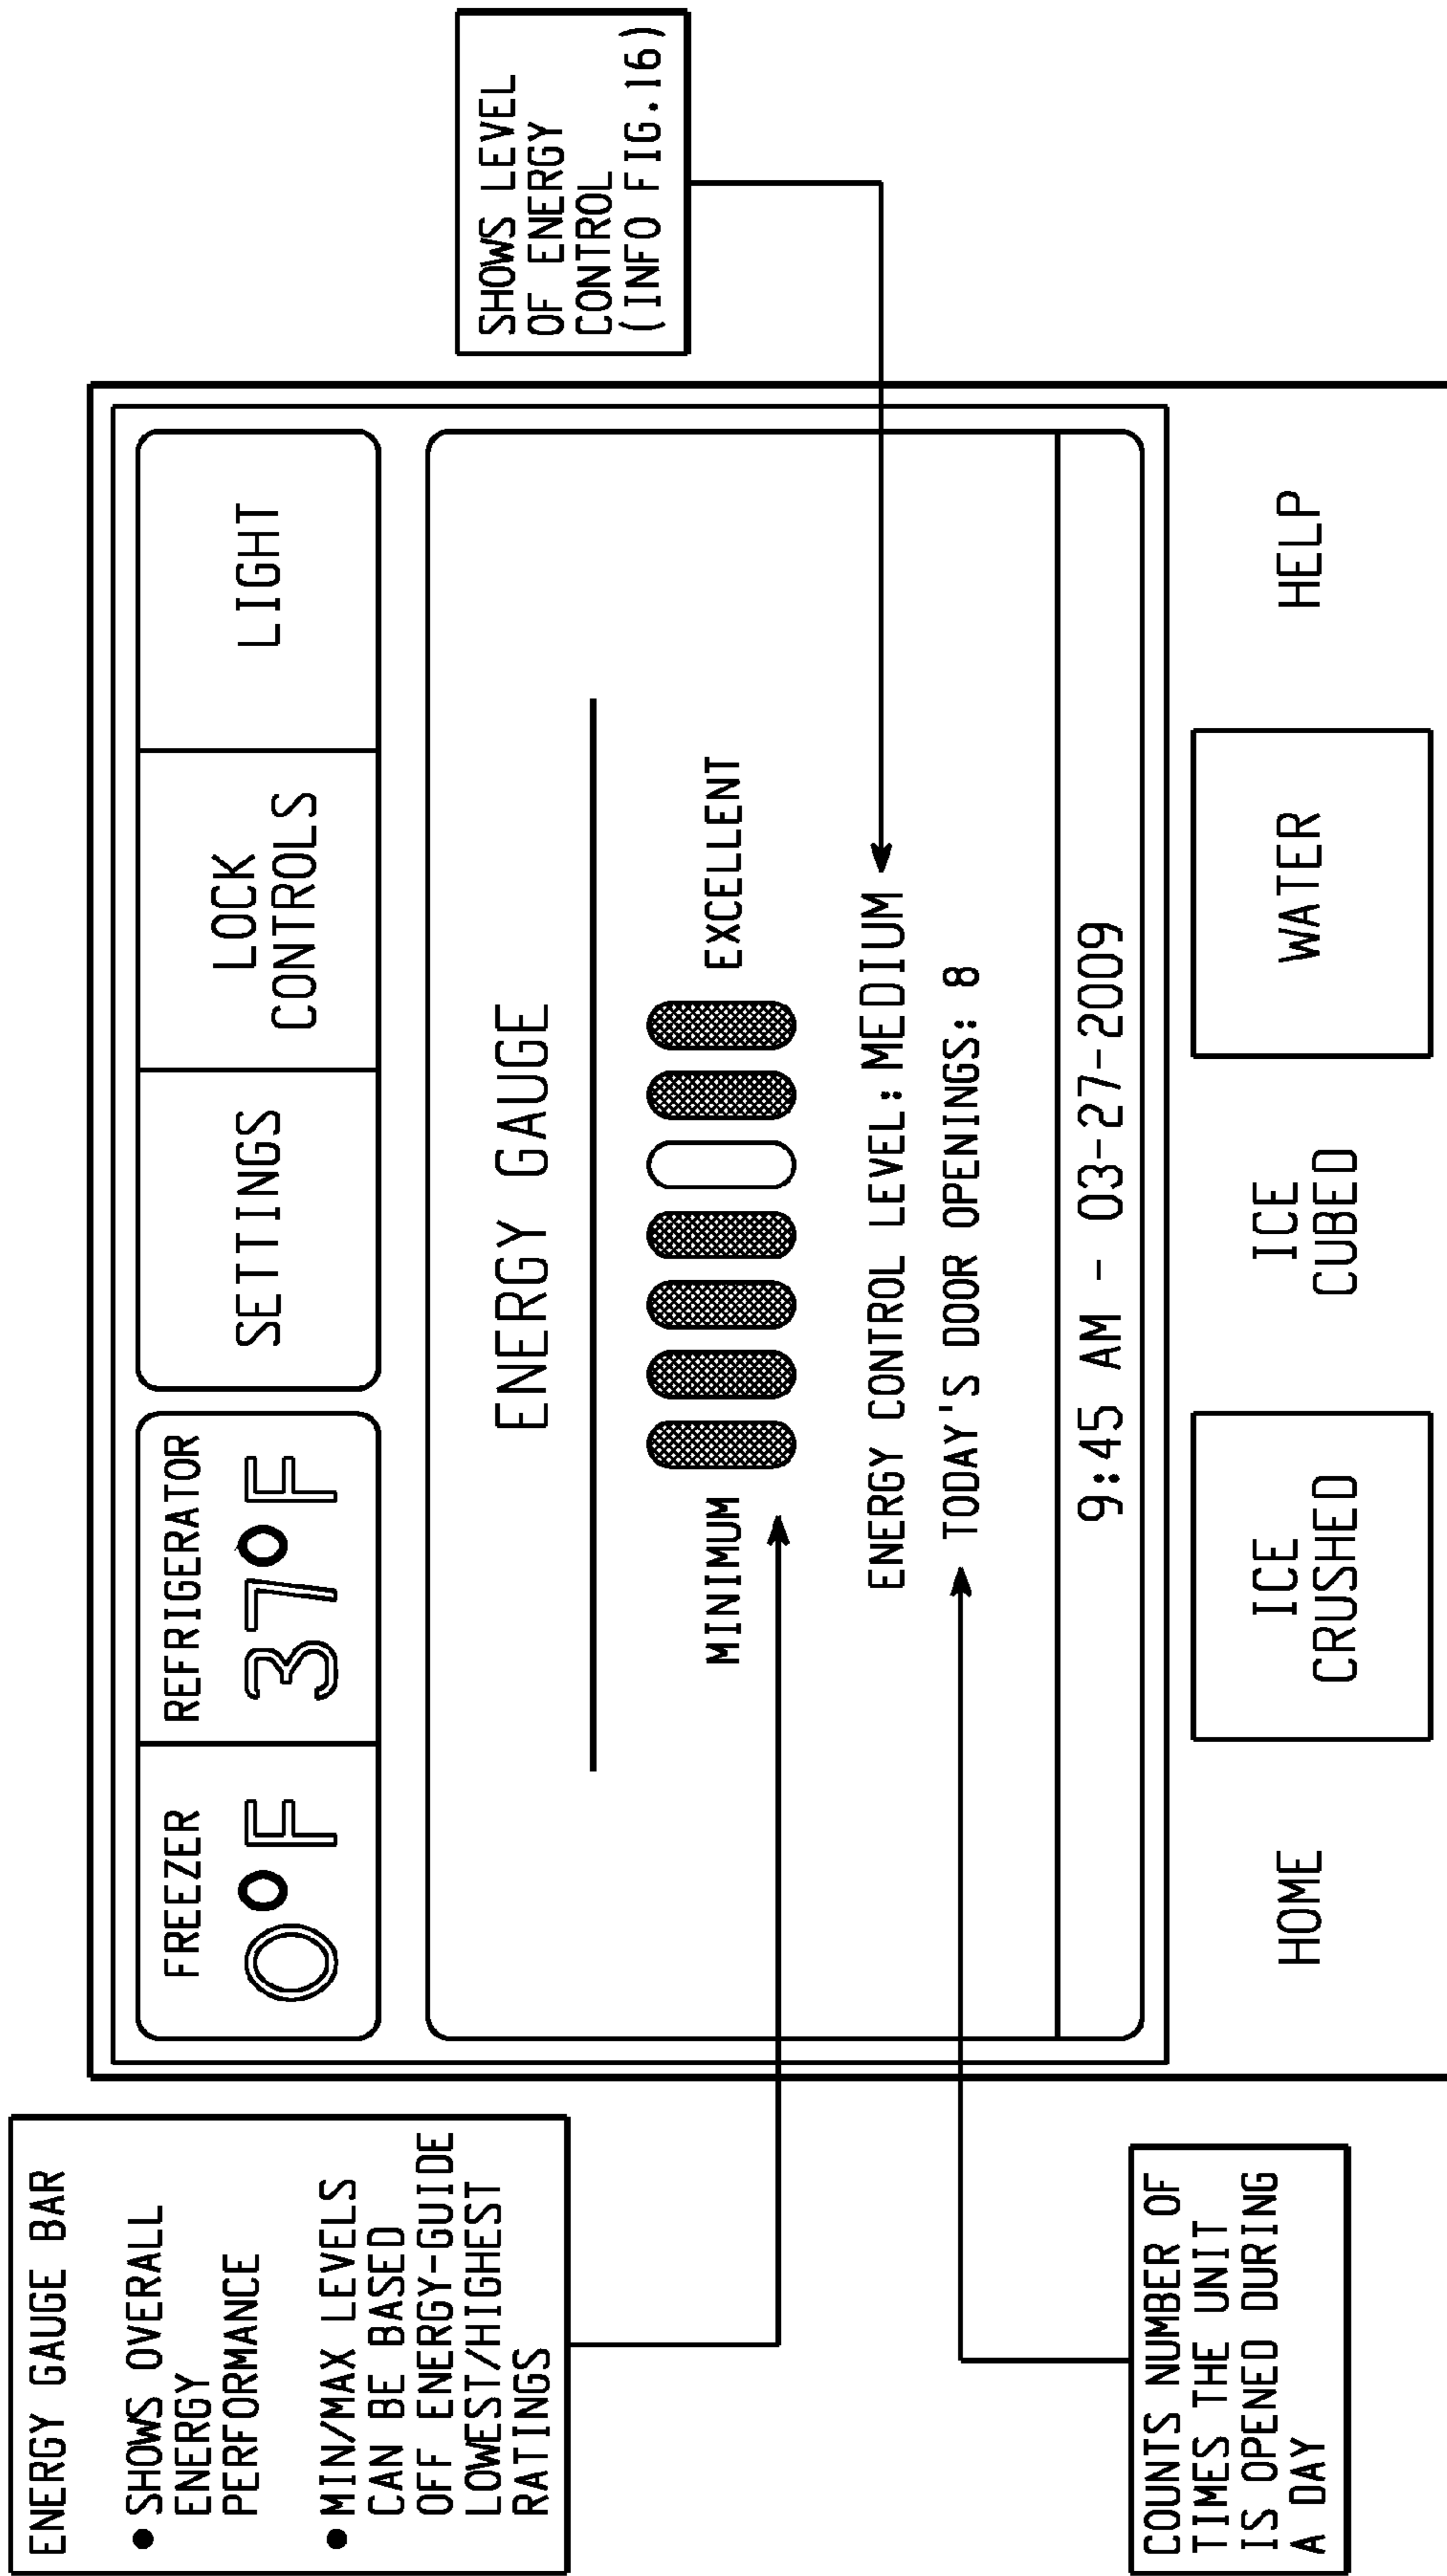 ENERGY GAUGE BAR
● SHOWS OVERALL
ENERGY
PERFORMANCE
● MIN/MAX LEVELS
CAN BE BASED
OFF ENERGY-GUIDE
LOWEST/HIGHEST
RATINGS
COUNTS NUMBER OF
TIMES THE UNIT
IS OPENED DURING
A DAY
FREEZER
0°F
REFRIGERATOR
37°F
SETTINGS
LOCK
CONTROLS
LIGHT
ENERGY GAUGE
MINIMUM
EXCELLENT
ENERGY CONTROL LEVEL: MEDIUM
TODAY'S DOOR OPENINGS: 8
9:45 AM - 03-27-2009
HOME
ICE
CRUSHED
ICE
CUBED
WATER
HELP
SHOWS LEVEL
OF ENERGY
CONTROL
(INFO FIG.16)